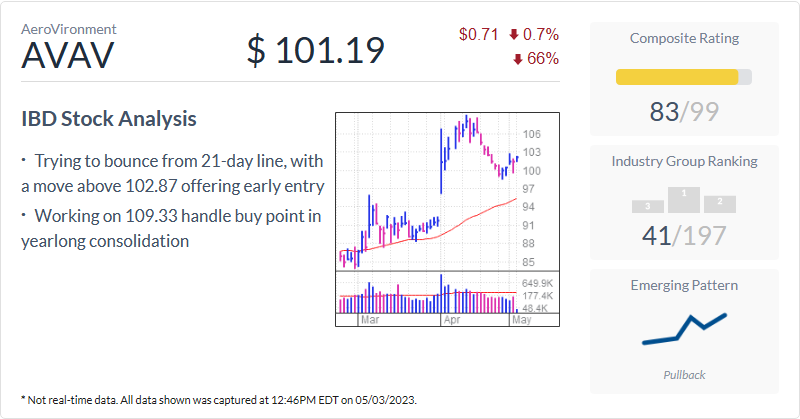 AeroVironment
AVAV
$ 101.19
$0.71 0.7%
66%
IBD Stock Analysis
· Trying to bounce from 21-day line, with
a move above 102.87 offering early entry
· Working on 109.33 handle buy point in
yearlong consolidation
106
103
100
97
94
91
88
85
649.9K
177.4K
48.4K
Mar Apr May
Composite Rating
83/99
Industry Group Ranking
3 1 2
41/197
Emerging Pattern
Pullback
* Not real-time data. All data shown was captured at 12:46PM EDT on 05/03/2023.